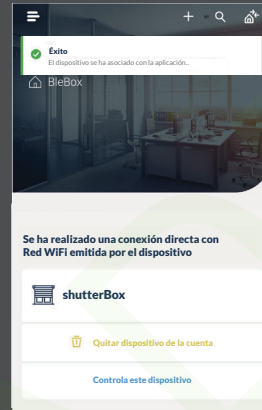 Éxito
El dispositivo se ha asociado con la aplicación..
BleBox
Se ha realizado una conexión directa con
Red WiFi emitida por el dispositivo
shutterBox
Quitar dispositivo de la cuenta
Controla este dispositivo